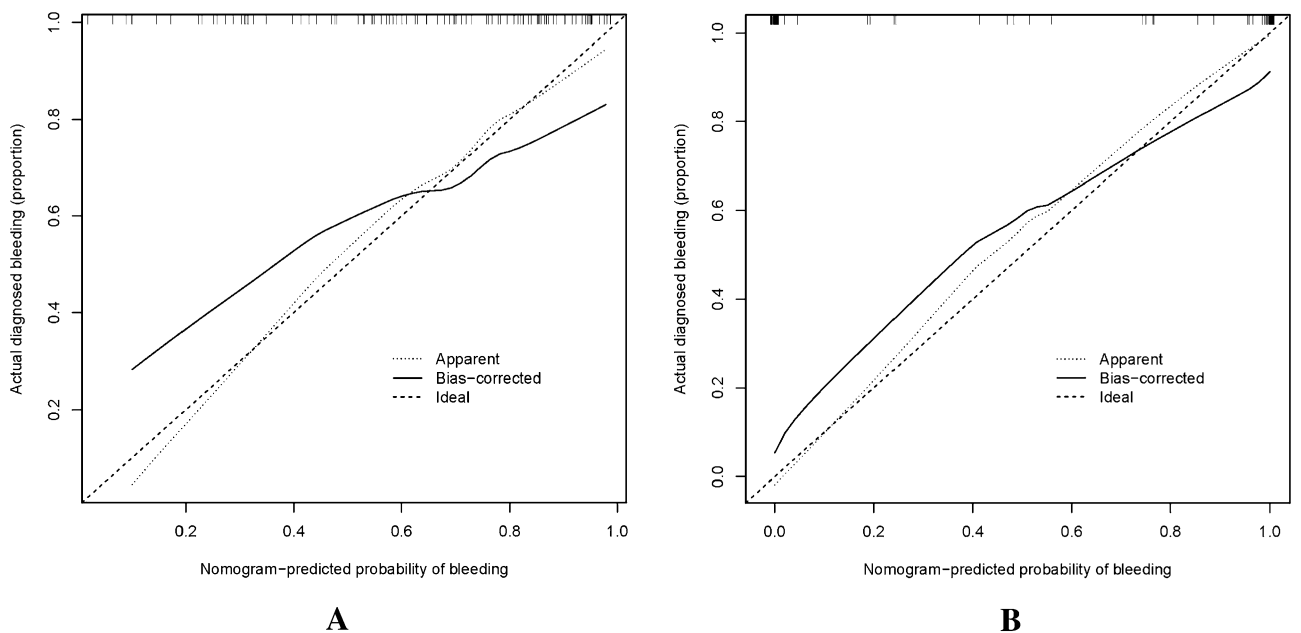 1.0
0.8
0.6
0.4
0.2
Actual diagnosed bleeding (proportion)
Apparent
Bias−corrected
Ideal
0.2 0.4 0.6 0.8 1.0
Nomogram−predicted probability of bleeding
A
1.0
0.8
0.6
0.4
0.2
0.0
Actual diagnosed bleeding (proportion)
Apparent
Bias−corrected
Ideal
0.0 0.2 0.4 0.6 0.8 1.0
Nomogram−predicted probability of bleeding
B